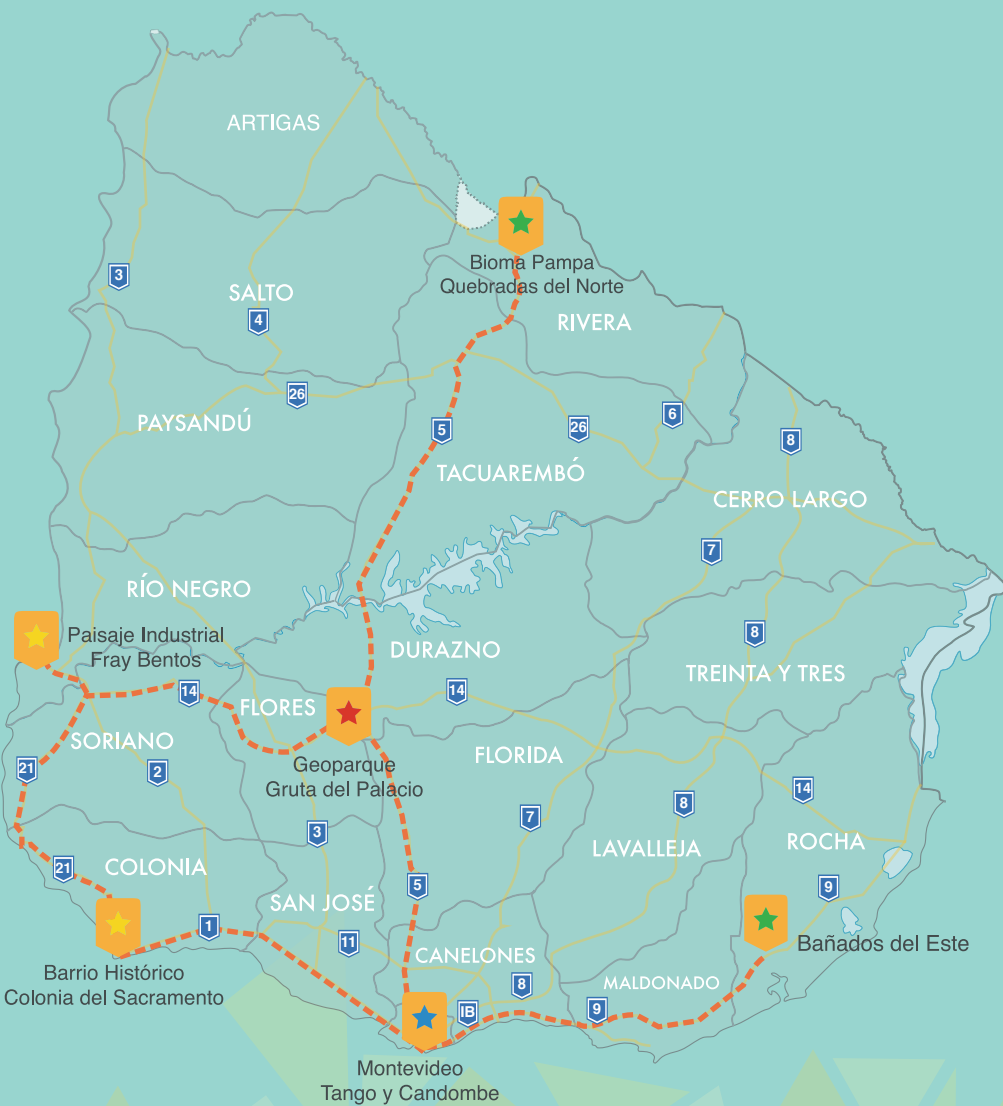 ARTIGAS
Bioma Pampa
Quebradas del Norte
3
SALTO
4
RIVERA
26
PAYSANDÚ
5
26
6
8
TACUAREMBÓ
CERRO LARGO
7
RÍO NEGRO
Paisaje Industrial
Fray Bentos
DURAZNO
8
TREINTA Y TRES
14
FLORES
14
SORIANO
FLORIDA
21
2
Geoparque
Gruta del Palacio
14
8
7
3
LAVALLEJA
ROCHA
21
COLONIA
5
9
SAN JOSÉ
1
11
Bañados del Este
CANELONES
Barrio Histórico
Colonia del Sacramento
8
MALDONADO
IB
9
Montevideo
Tango y Candombe